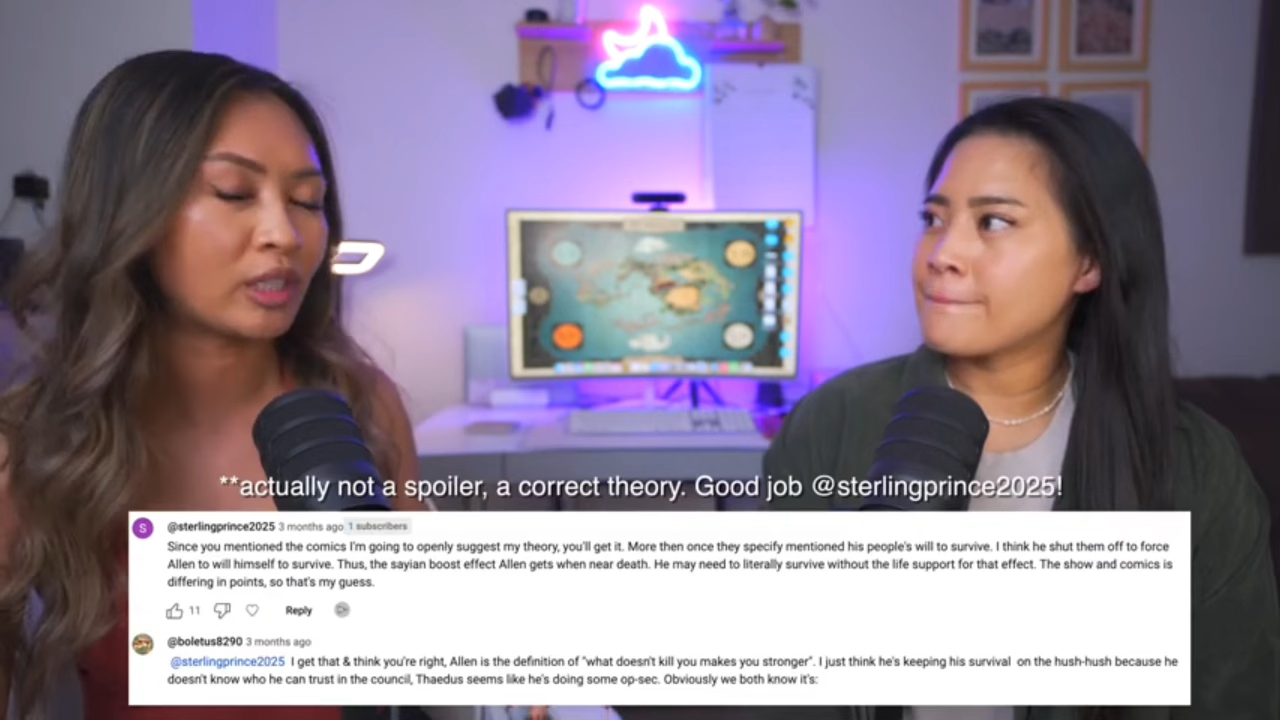 **actually not a spoiler, a correct theory. Good job @sterlingprince2025!
S
@sterlingprince2025 3 months ago 1 subscribers
Since you mentioned the comics I'm going to openly suggest my theory, you'll get it. More then once they specify mentioned his people's will to survive. I think he shut them off to force
Allen to will himself to survive. Thus, the sayian boost effect Allen gets when near death. He may need to literally survive without the life support for that effect. The show and comics is
differing in points, so that's my guess.
11 Reply
@boletus8290 3 months ago
@sterlingprince2025 I get that & think you're right, Allen is the definition of "what doesn't kill you makes you stronger". I just think he's keeping his survival on the hush-hush because he
doesn't know who he can trust in the council, Thaedus seems like he's doing some op-sec. Obviously we both know it's: